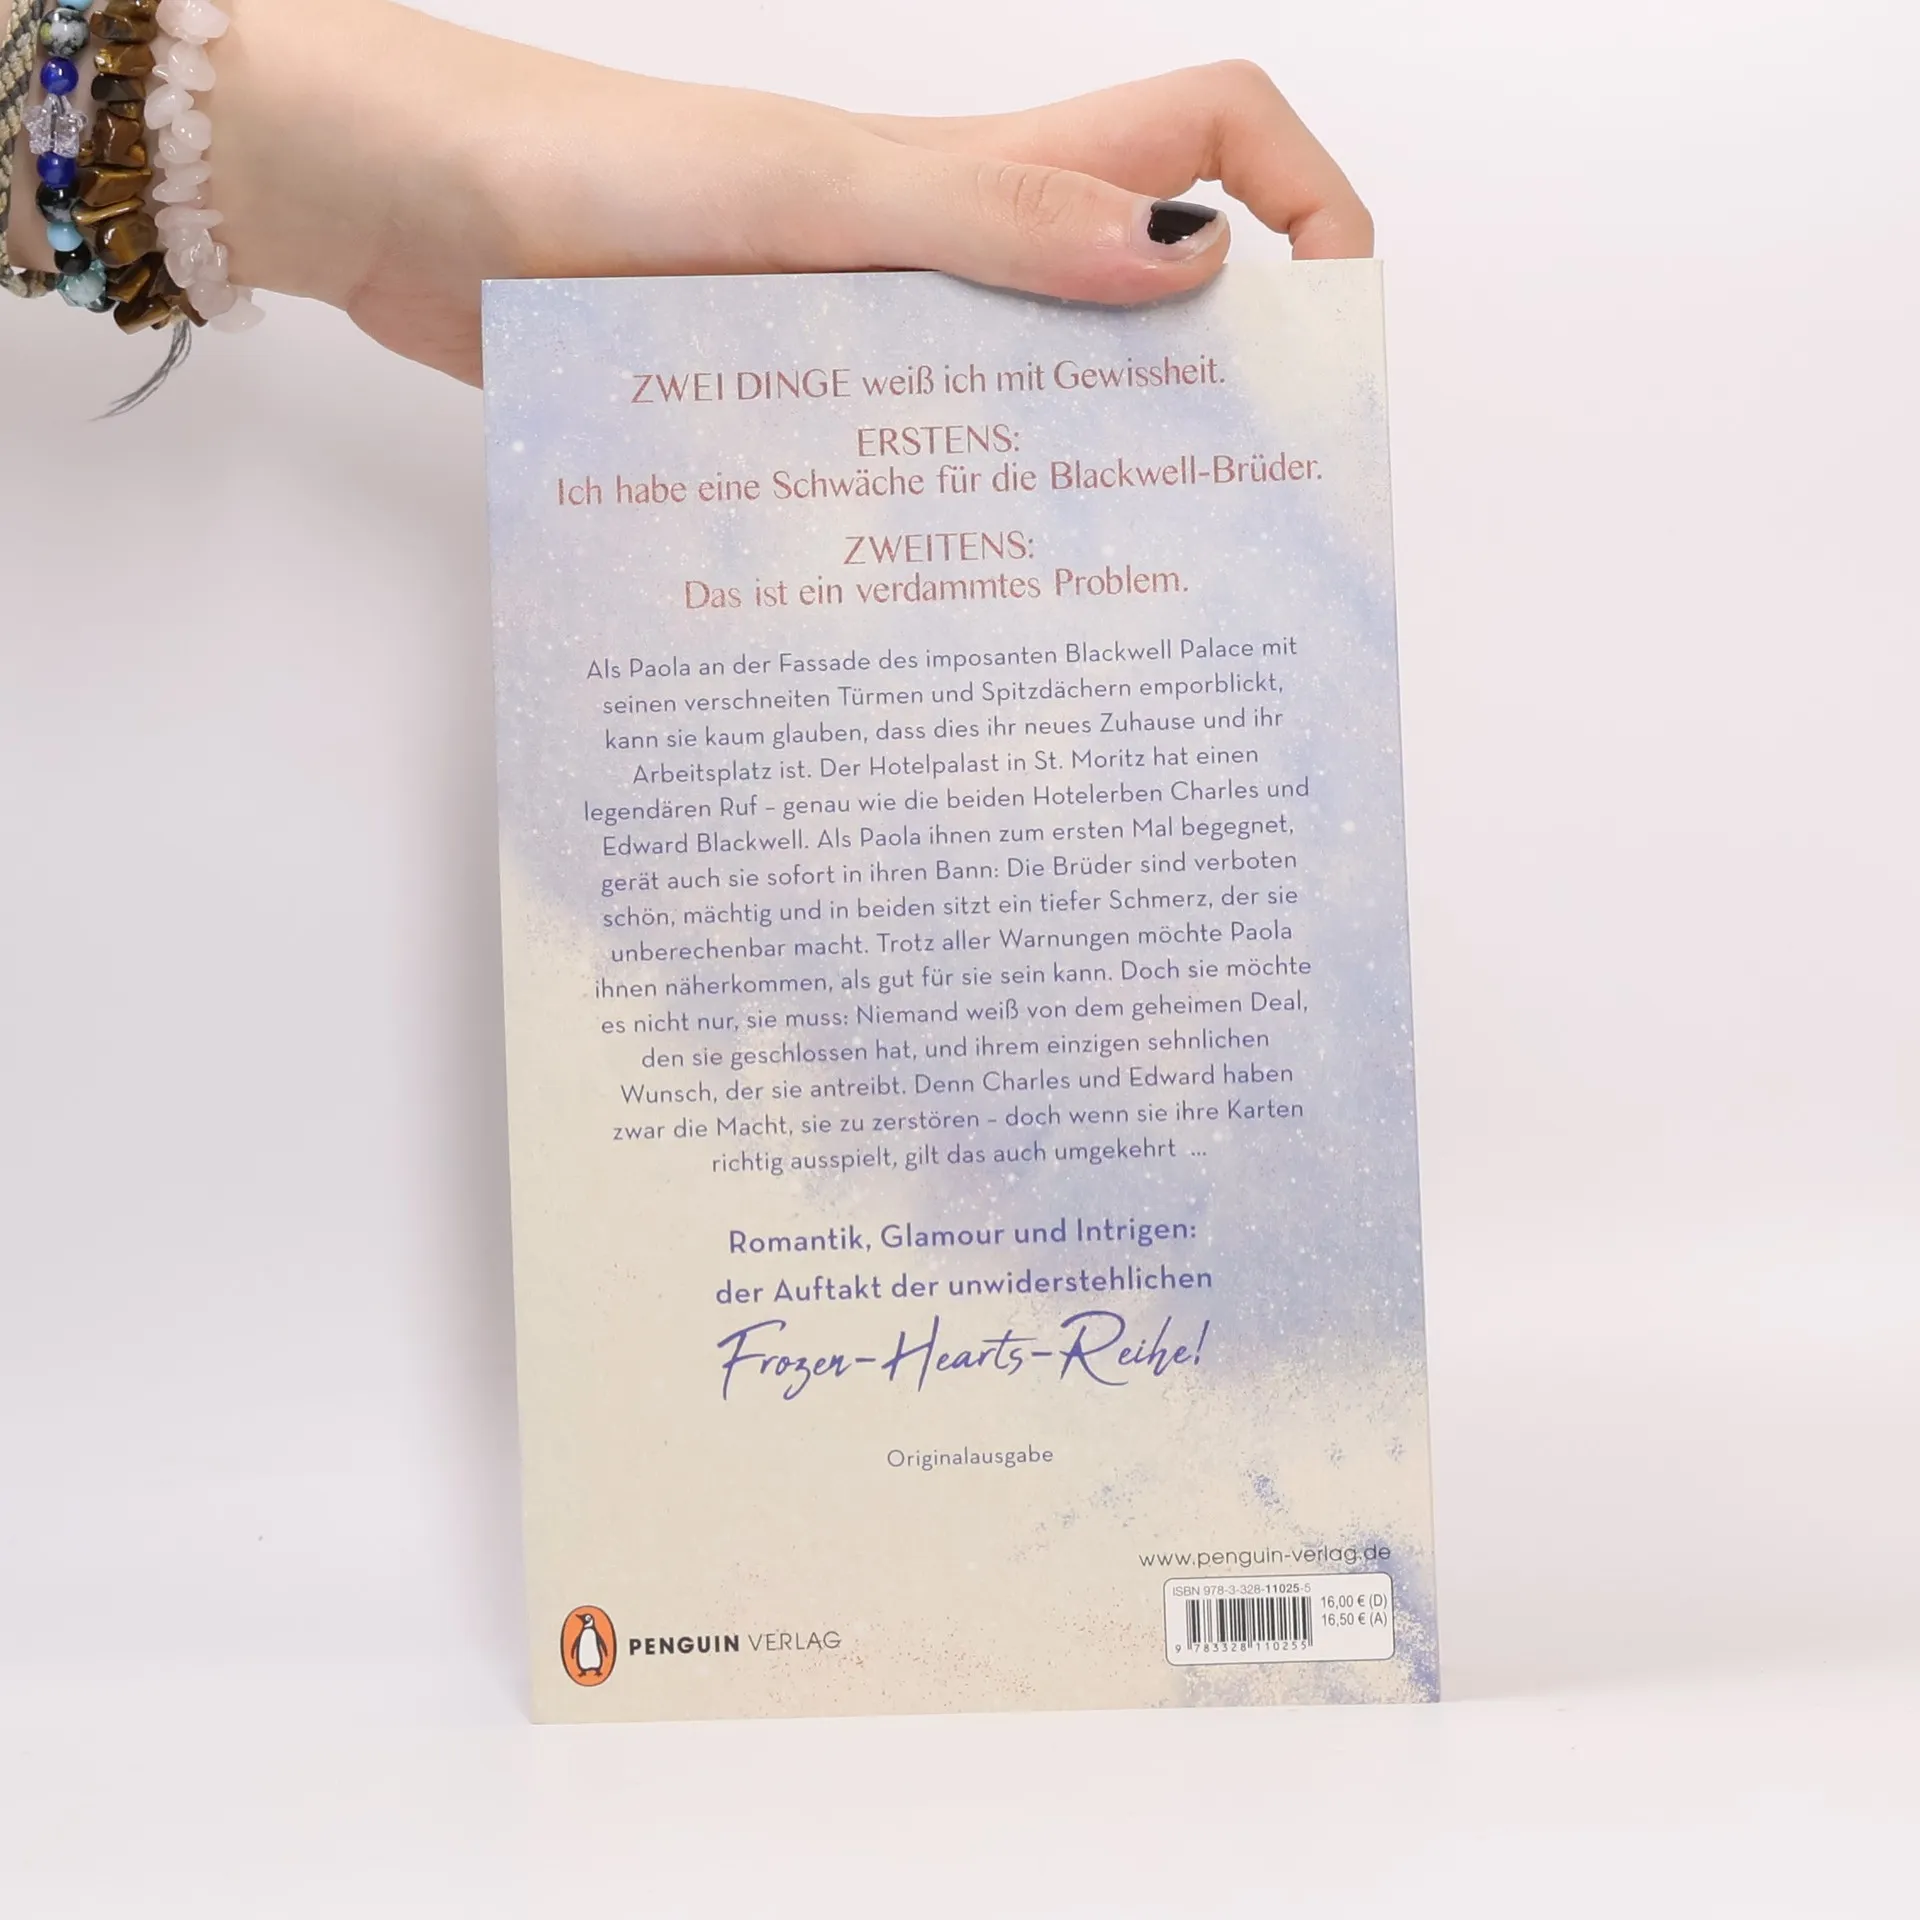 ZWEI DINGE weiß ich mit Gewissheit.
ERSTENS:
Ich habe eine Schwäche für die Blackwell-Brüder.
ZWEITENS:
Das ist ein verdammtes Problem.
Als Paola an der Fassade des imposanten Blackwell Palace mit
seinen verschneiten Türmen und Spitzdächern emporblickt,
kann sie kaum glauben, dass dies ihr neues Zuhause und ihr
Arbeitsplatz ist. Der Hotelpalast in St. Moritz hat einen
legendären Ruf – genau wie die beiden Hotelerben Charles und
Edward Blackwell. Als Paola ihnen zum ersten Mal begegnet,
gerät auch sie sofort in ihren Bann: Die Brüder sind verboten
schön, mächtig und in beiden sitzt ein tiefer Schmerz, der sie
unberechenbar macht. Trotz aller Warnungen möchte Paola
ihnen näherkommen, als gut für sie sein kann. Doch sie möchte
es nicht nur, sie muss: Niemand weiß von dem geheimen Deal,
den sie geschlossen hat, und ihrem einzigen sehnlichen
Wunsch, der sie antreibt. Denn Charles und Edward haben
zwar die Macht, sie zu zerstören – doch wenn sie ihre Karten
richtig ausspielt, gilt das auch umgekehrt ...
Romantik, Glamour und Intrigen:
der Auftakt der unwiderstehlichen
Frozen-Hearts-Reihe!
Originalausgabe
www.penguin-verlag.de
ISBN 978-3-328-11025-5
16,00 € (D)
16,50 € (A)
9 783328 110255
PENGUIN VERLAG